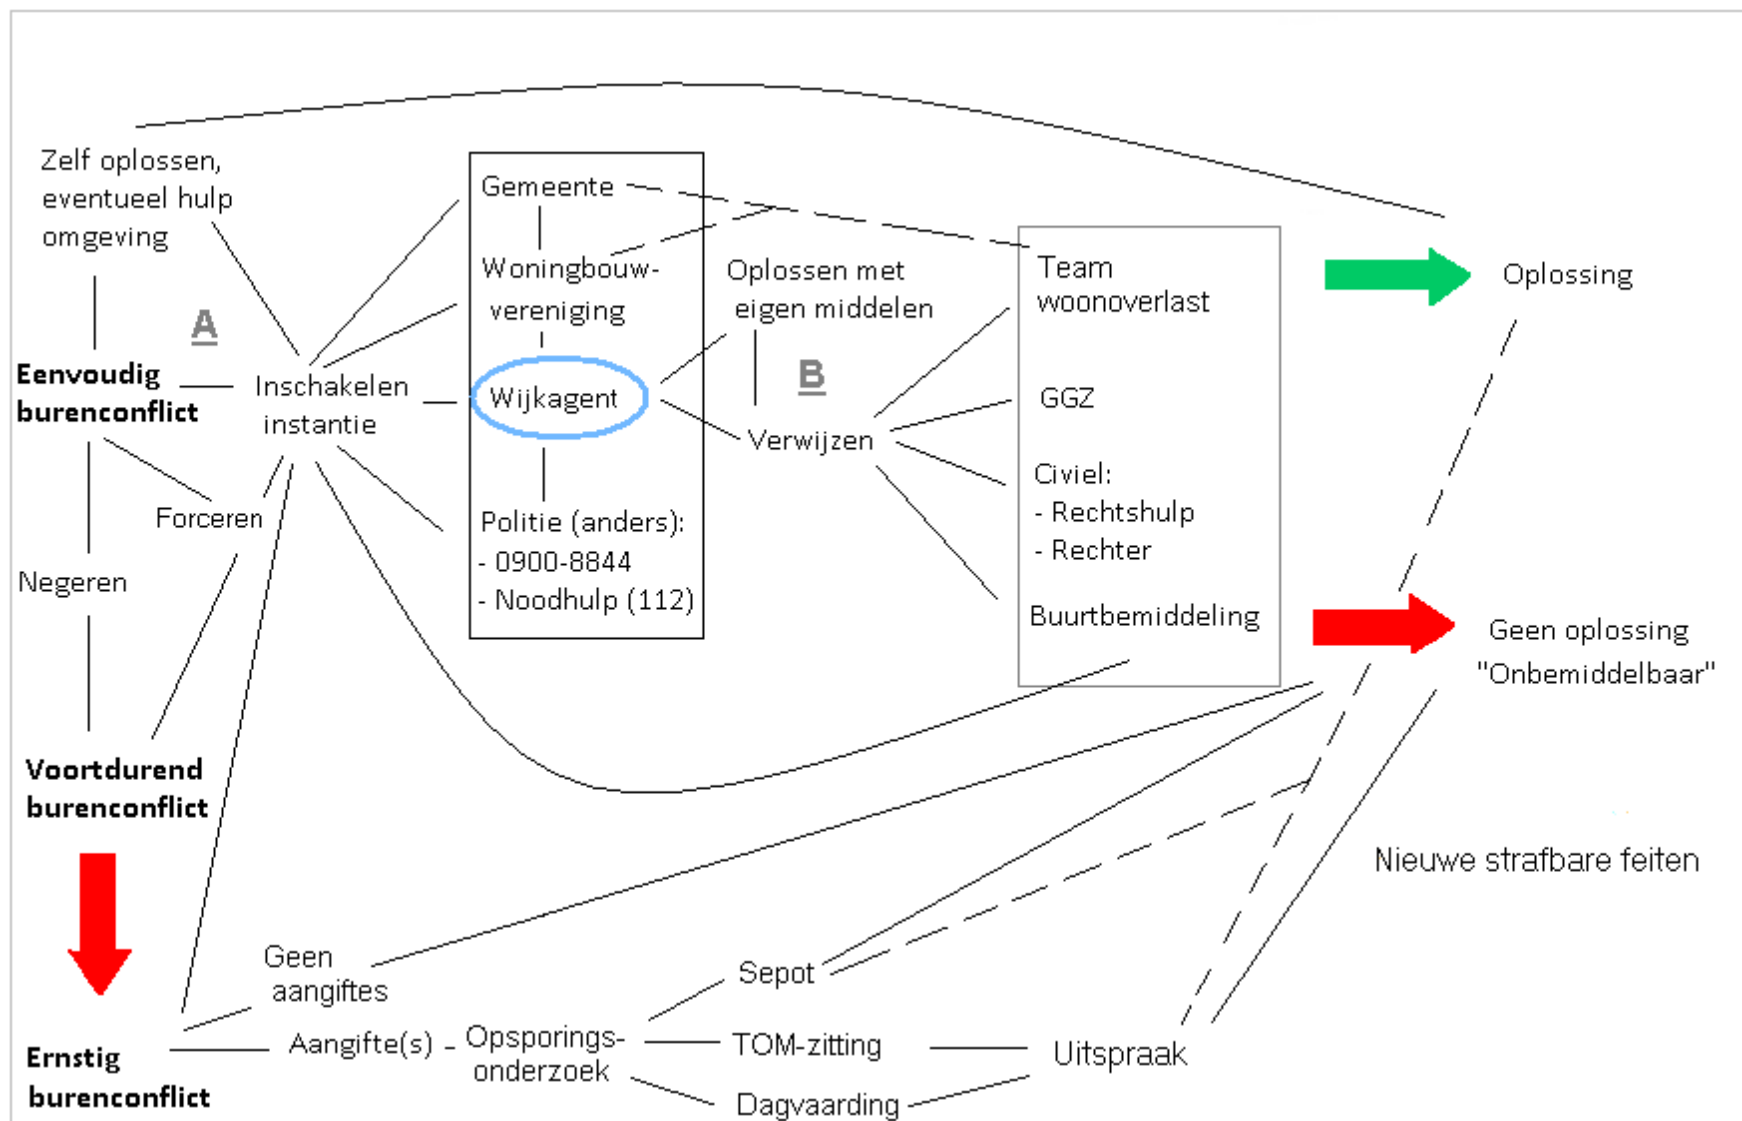 Zelf oplossen,
eventueel hulp
omgeving
A
Eenvoudig
burenconflict
Inschakelen
instantie
Forceren
Negeren
Voortdurend
burenconflict
Ernstig
burenconflict
Gemeente
Woningbouw-
vereniging
Wijkagent
Politie (anders):
- 0900-8844
- Noodhulp (112)
Oplossen met
eigen middelen
B
Verwijzen
Team
woonoverlast
GGZ
Civiel:
- Rechtshulp
- Rechter
Buurtbemiddeling
Oplossing
Geen oplossing
"Onbemiddelbaar"
Nieuwe strafbare feiten
Geen
aangiftes
Aangifte(s)
Opsporings-
onderzoek
Sepot
TOM-zitting
Dagvaarding
Uitspraak